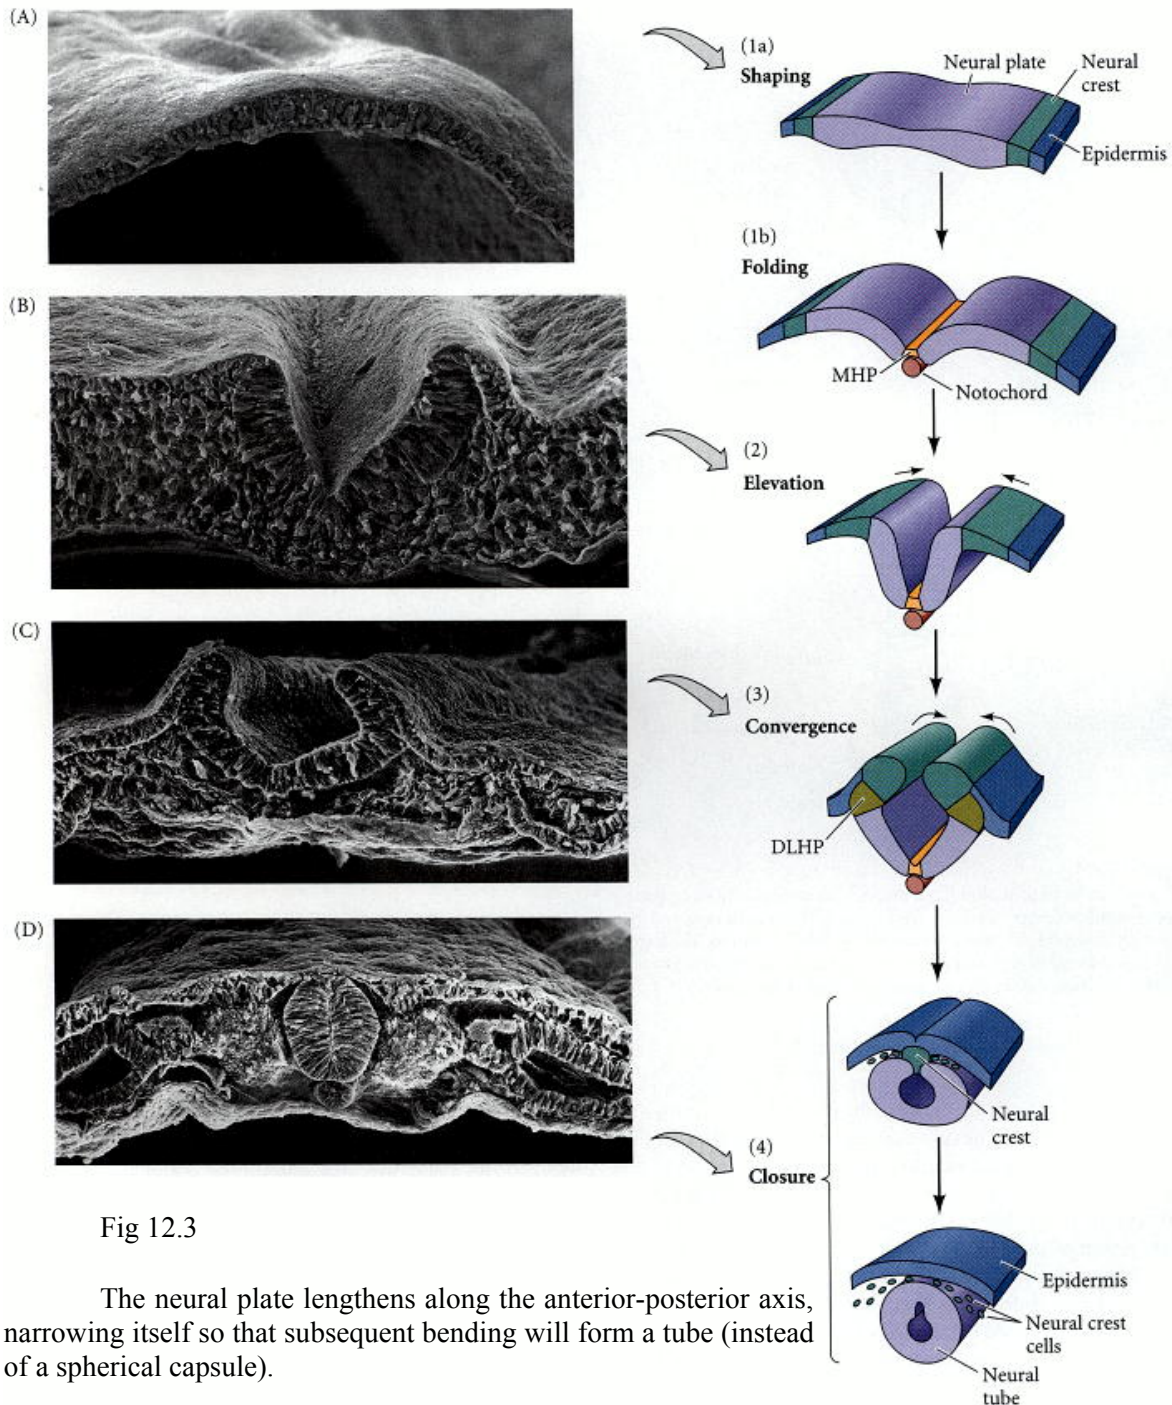 (A)
(1a)
Shaping
Neural plate
Neural
crest
Epidermis
(1b)
Folding
MHP
Notochord
(B)
(2)
Elevation
(C)
(3)
Convergence
DLHP
(D)
Neural
crest
(4)
Closure
Epidermis
Neural crest
cells
Neural
tube
Fig 12.3
The neural plate lengthens along the anterior-posterior axis,
narrowing itself so that subsequent bending will form a tube (instead
of a spherical capsule).